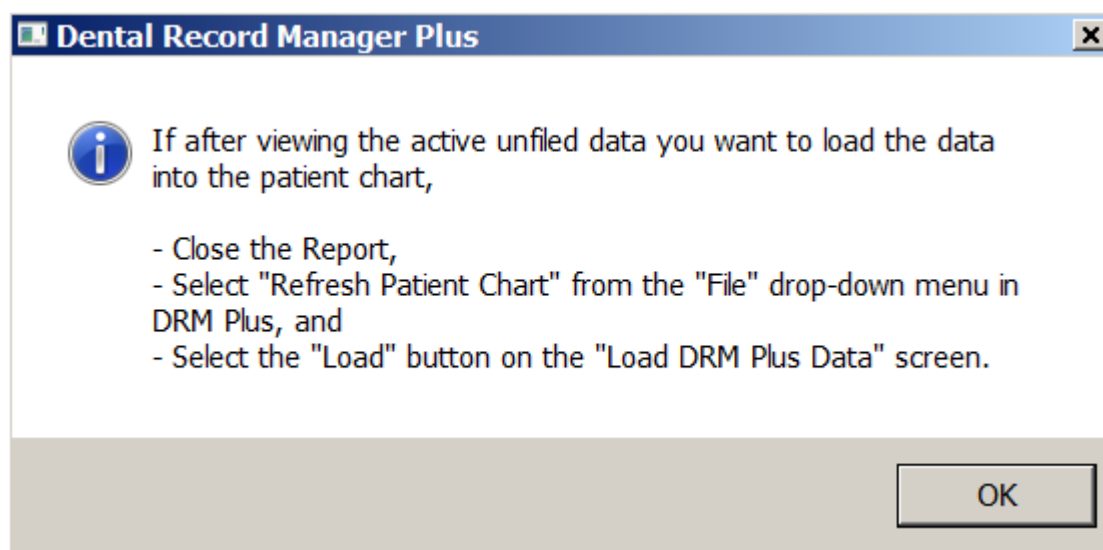 Dental Record Manager Plus
If after viewing the active unfiled data you want to load the data
into the patient chart,
- Close the Report,
- Select "Refresh Patient Chart" from the "File" drop-down menu in
DRM Plus, and
- Select the "Load" button on the "Load DRM Plus Data" screen.
OK